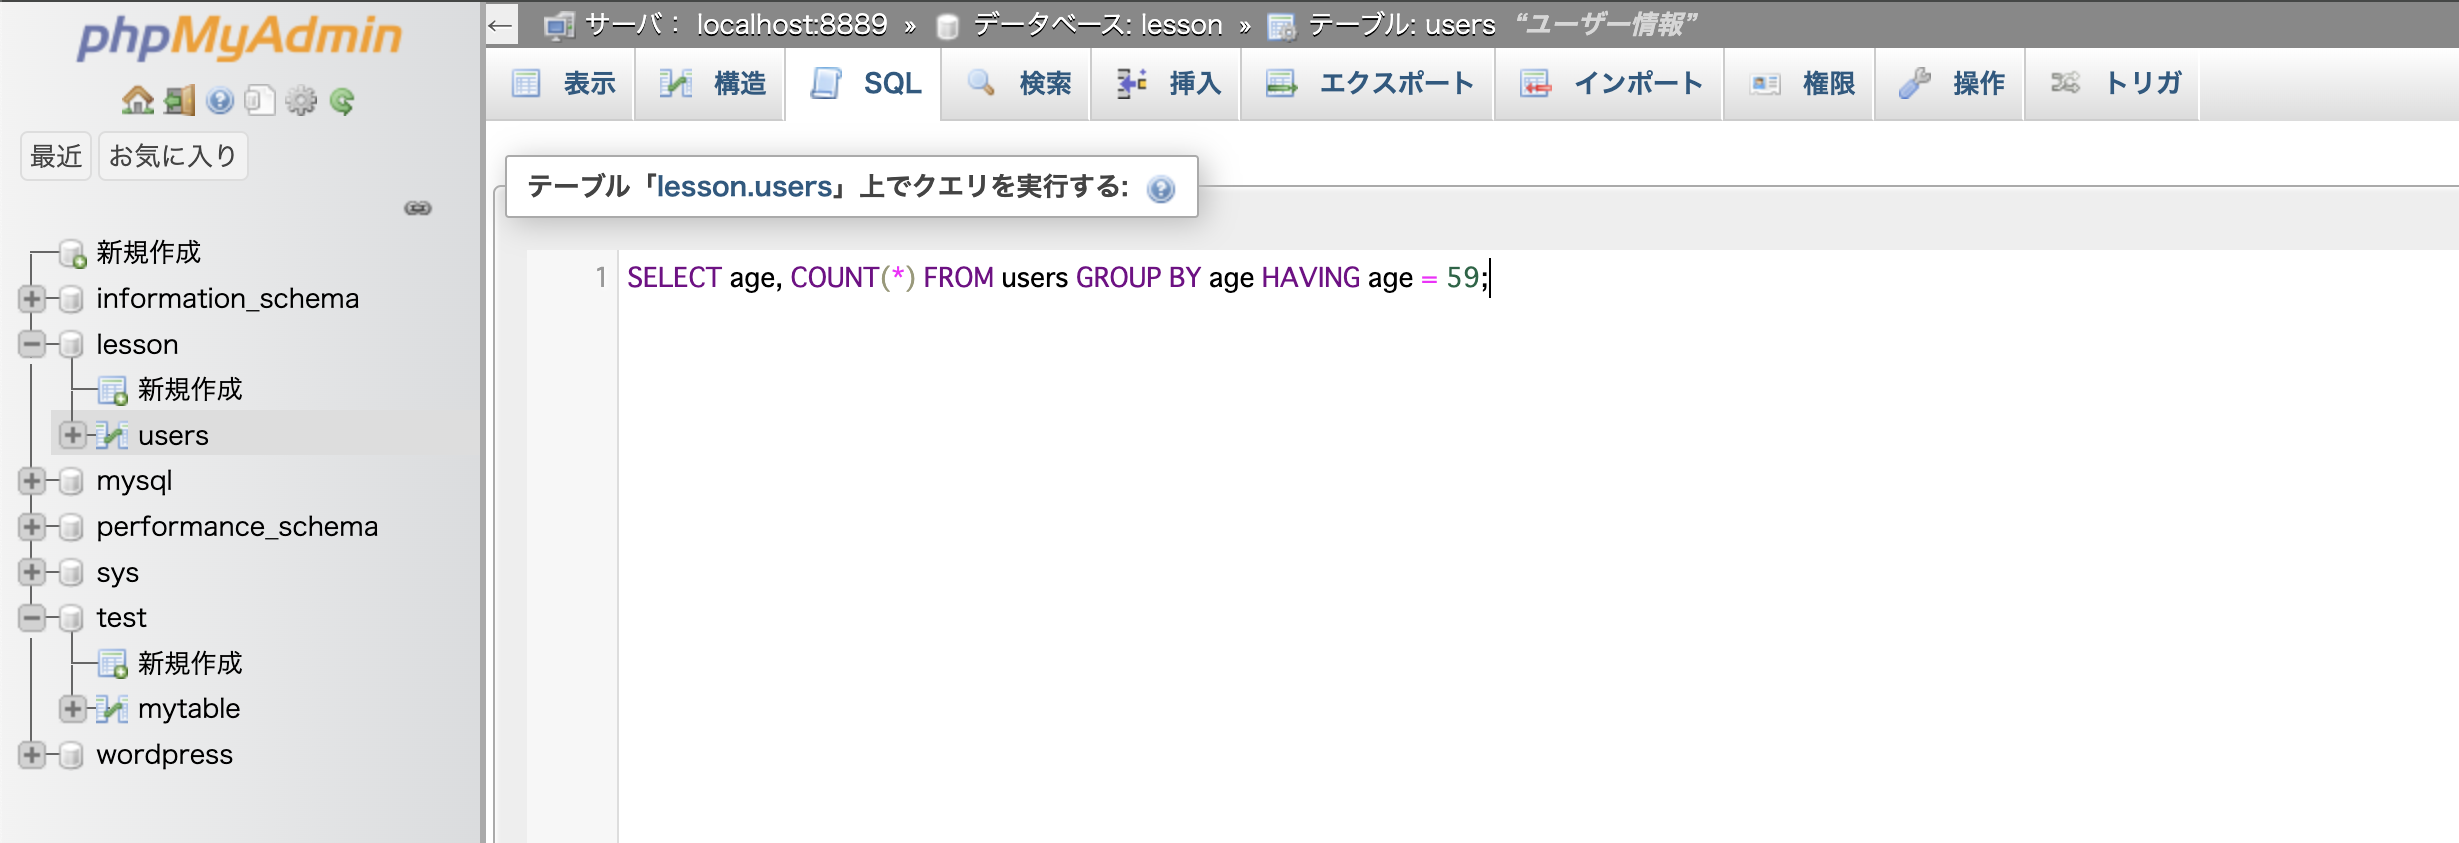 phpMyAdmin
最近 お気に入り
新規作成
information_schema
lesson
新規作成
users
mysql
performance_schema
sys
test
新規作成
mytable
wordpress
← サーバ： localhost:8889 » データベース: lesson » テーブル: users “ユーザー情報”
表示 構造 SQL 検索 挿入 エクスポート インポート 権限 操作 トリガ
テーブル「lesson.users」上でクエリを実行する:
1 SELECT age, COUNT(*) FROM users GROUP BY age HAVING age = 59;